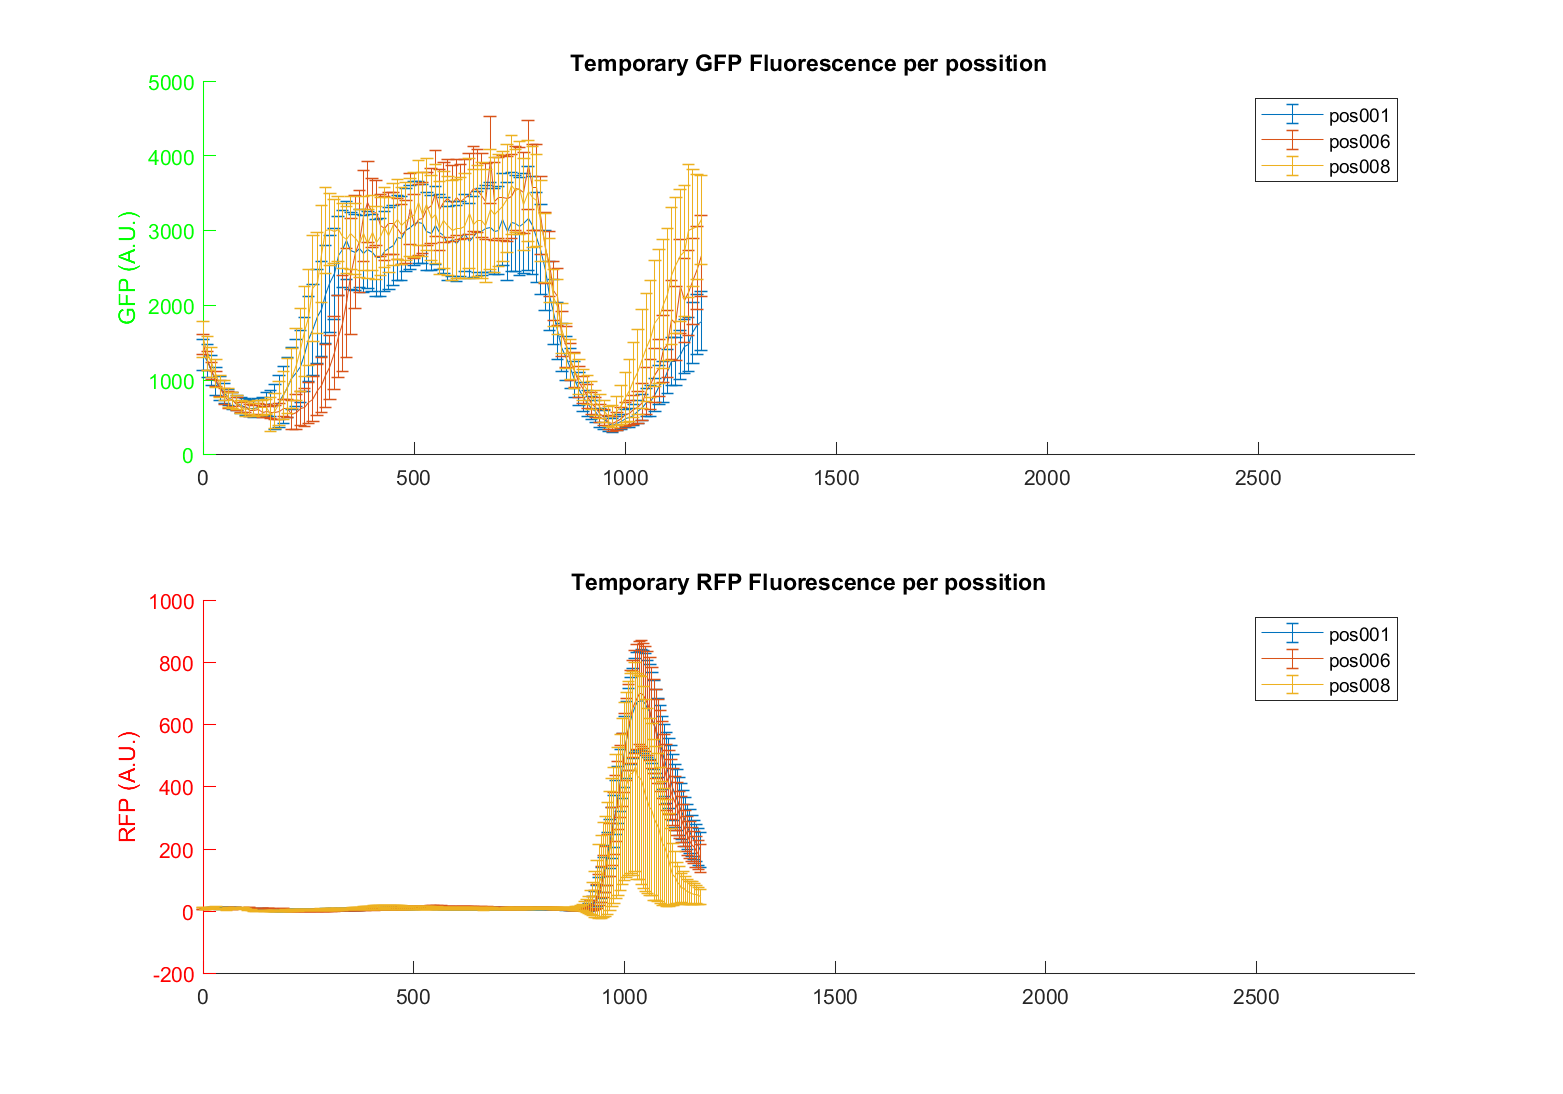 Temporary GFP Fluorescence per possition
GFP (A.U.)
5000
4000
3000
2000
1000
0
0 500 1000 1500 2000 2500
pos001
pos006
pos008
Temporary RFP Fluorescence per possition
RFP (A.U.)
1000
800
600
400
200
0
-200
0 500 1000 1500 2000 2500
pos001
pos006
pos008